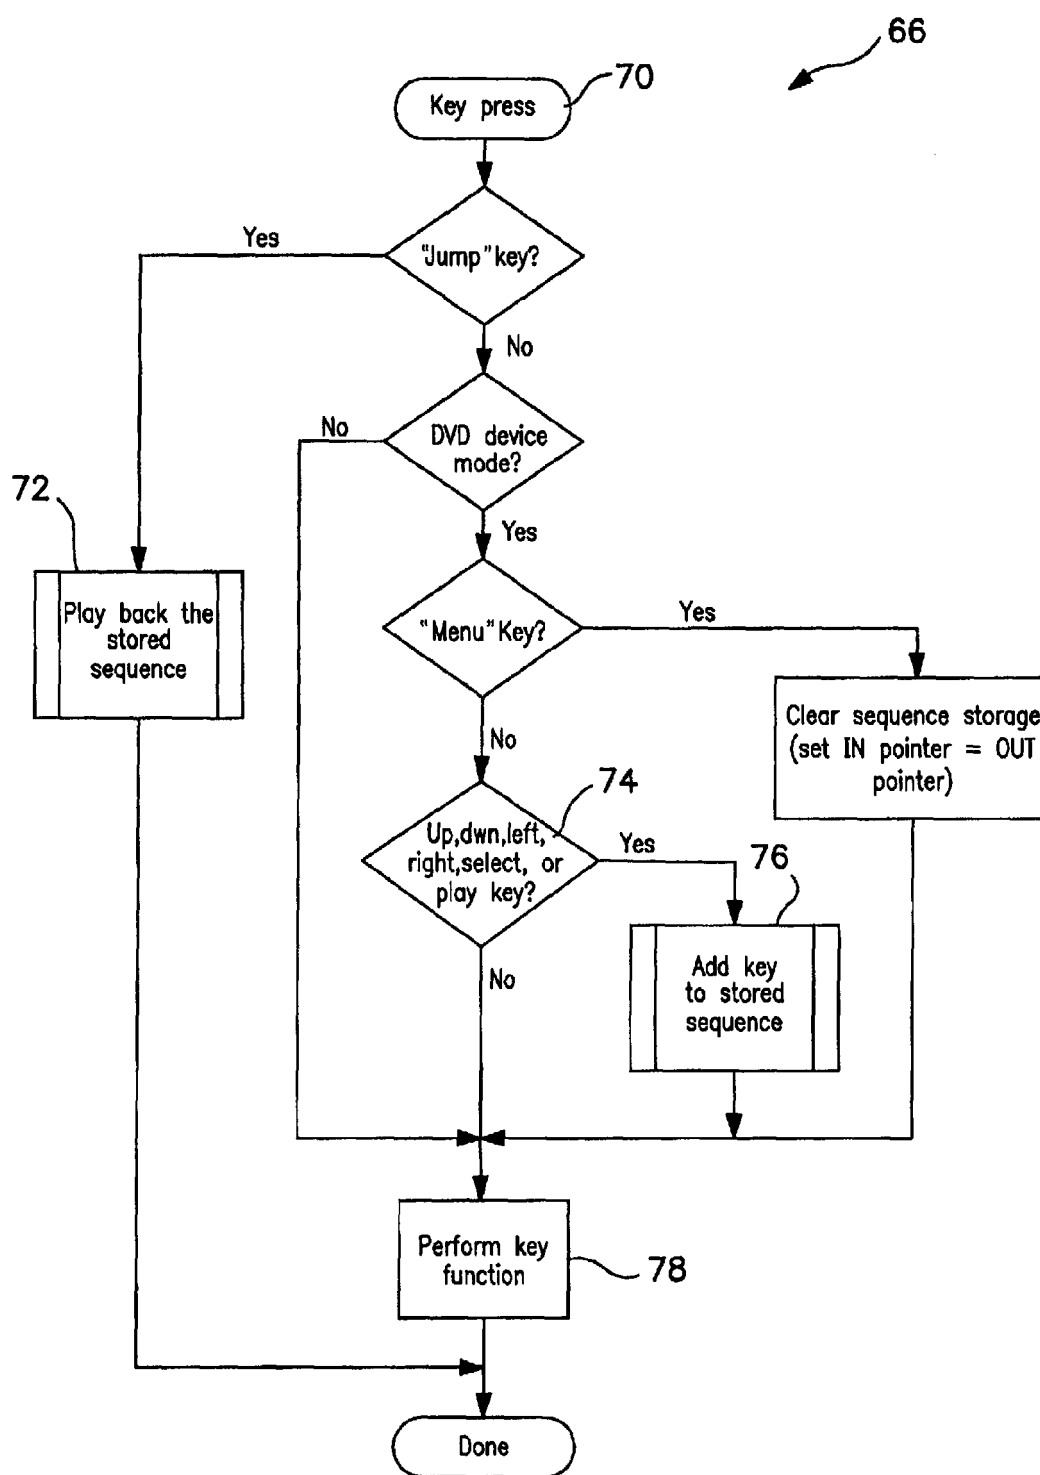 66
70
Key press
Yes
"Jump" key?
No
No
DVD device
mode?
72
Yes
Play back the
stored
sequence
"Menu" Key?
Yes
Clear sequence storage
(set IN pointer = OUT
pointer)
No
74
Up,dwn,left,
right,select, or
play key?
Yes
76
Add key
to stored
sequence
No
Perform key
function
78
Done